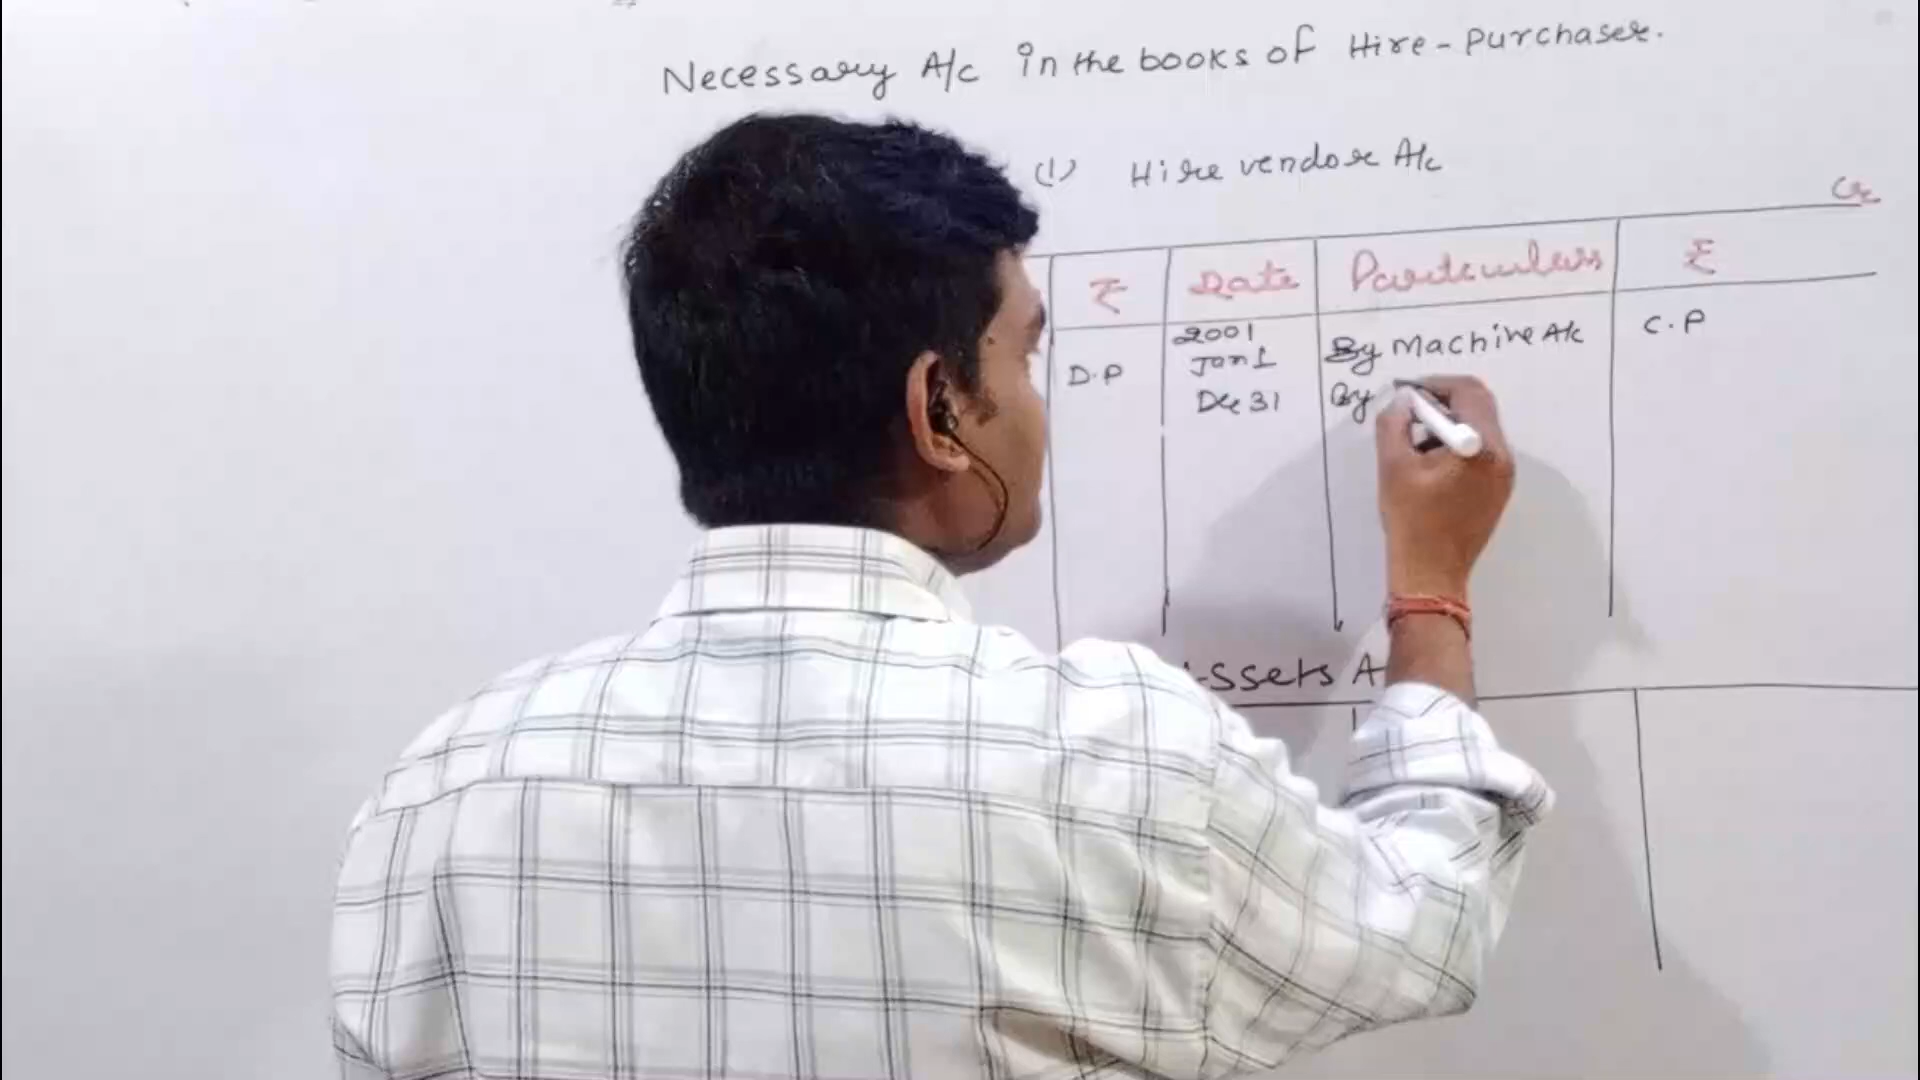 Necessary A/c in the books of Hire-Purchaser.
(1) Hire vendor A/c
Cr
₹ Date Particulars ₹
2001
D.P Jan 1 By Machine A/c C.P
Dec 31 By
Assets A